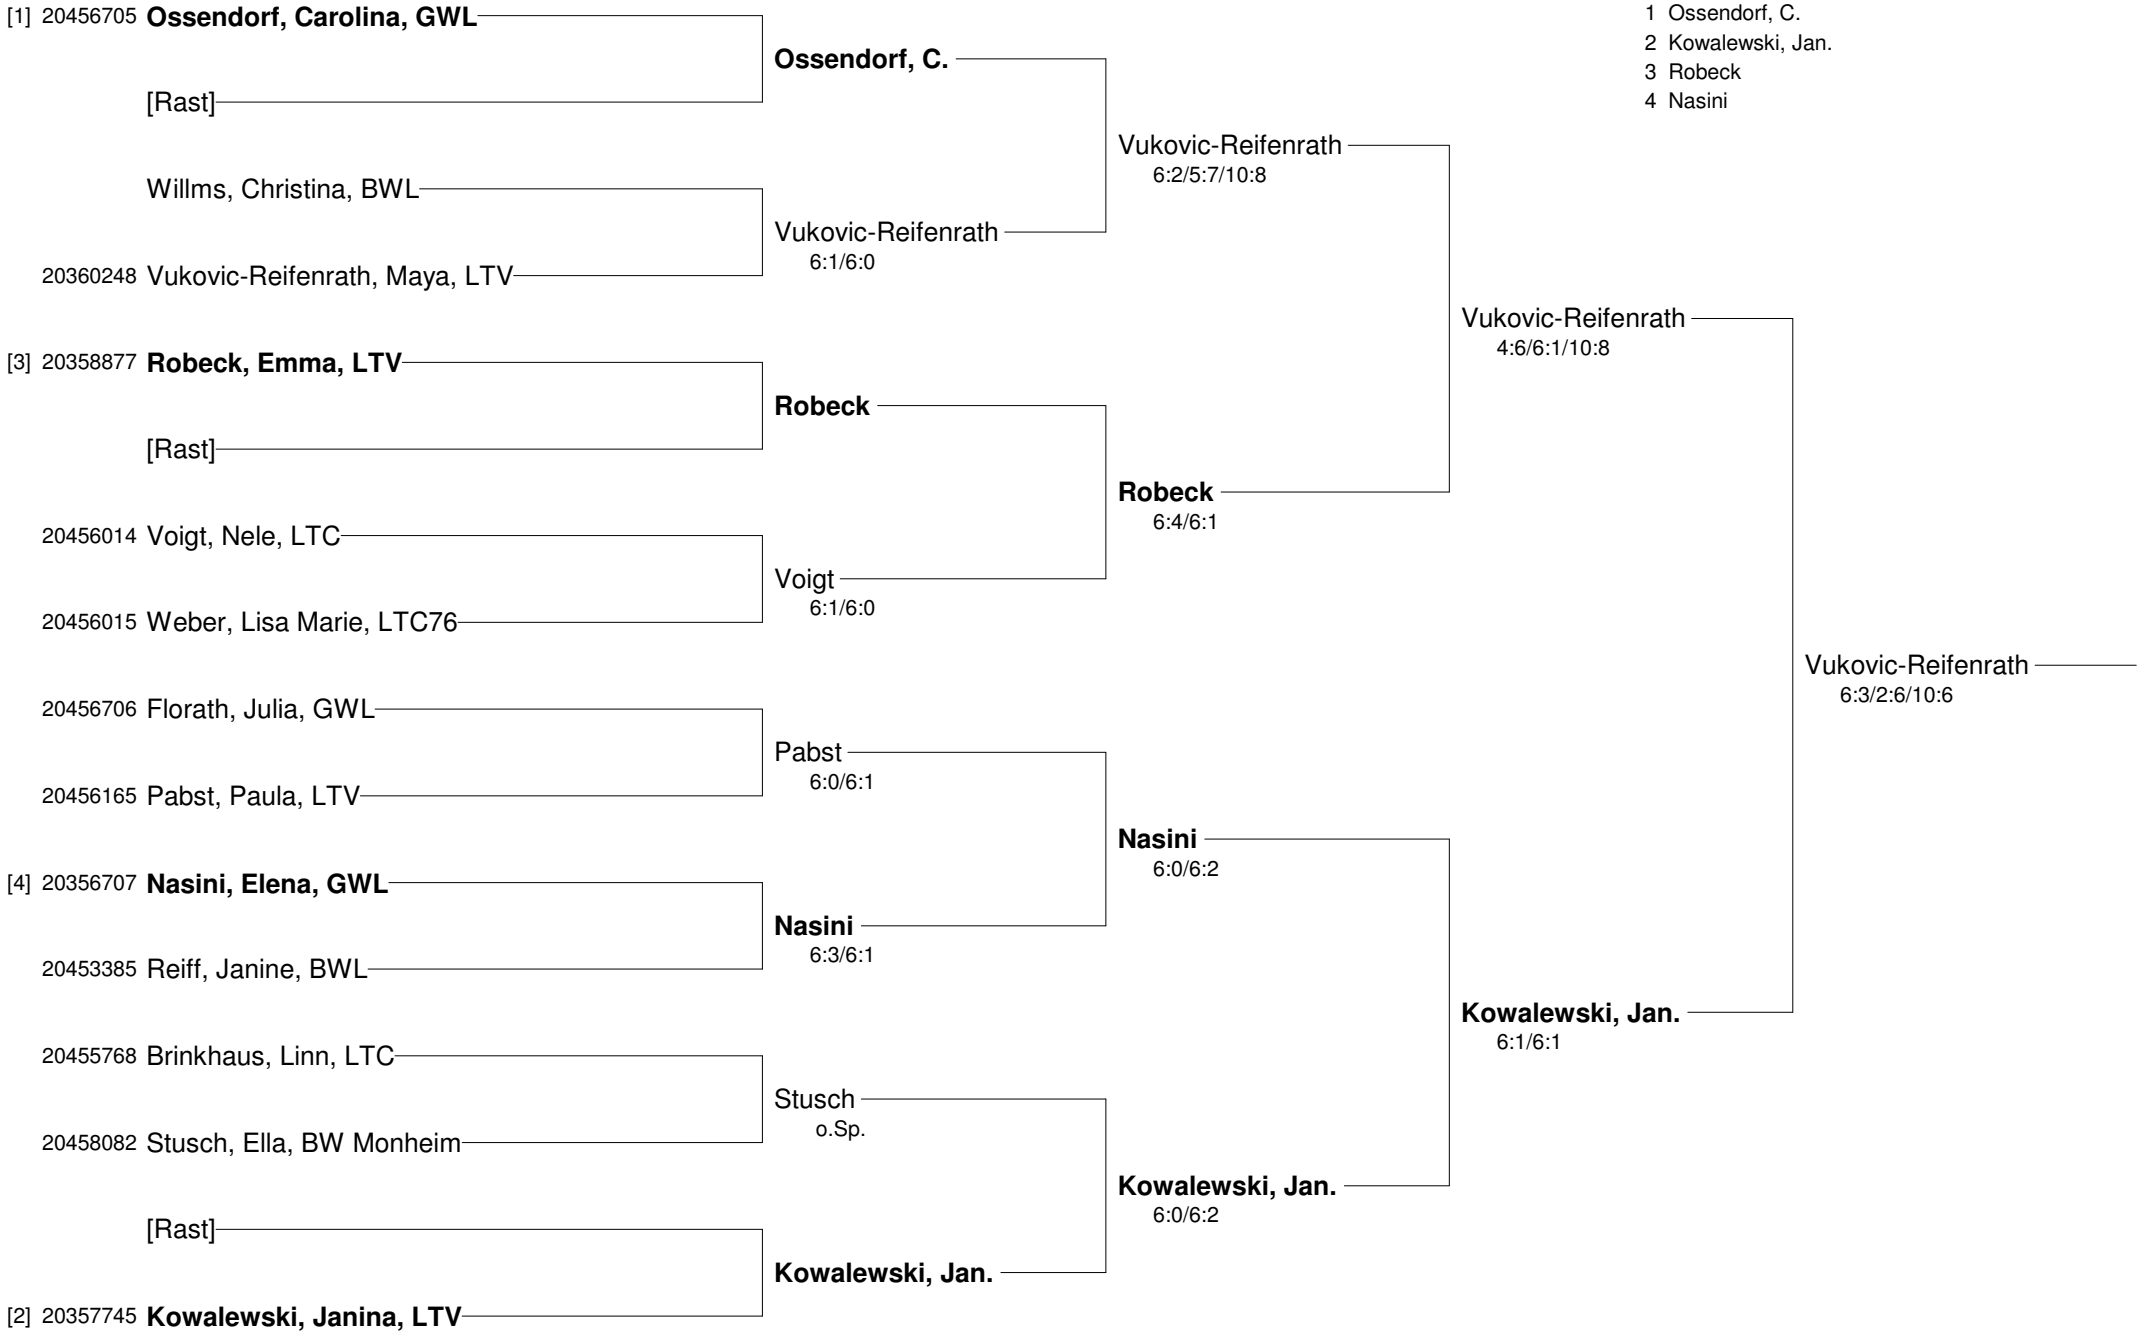 [1] 20456705 Ossendorf, Carolina, GWL
[Rast]
Willms, Christina, BWL
20360248 Vukovic-Reifenrath, Maya, LTV
[3] 20358877 Robeck, Emma, LTV
[Rast]
20456014 Voigt, Nele, LTC
20456015 Weber, Lisa Marie, LTC76
20456706 Florath, Julia, GWL
20456165 Pabst, Paula, LTV
[4] 20356707 Nasini, Elena, GWL
20453385 Reiff, Janine, BWL
20455768 Brinkhaus, Linn, LTC
20458082 Stusch, Ella, BW Monheim
[Rast]
[2] 20357745 Kowalewski, Janina, LTV
Ossendorf, C.
Vukovic-Reifenrath
6:1/6:0
Robeck
Voigt
6:1/6:0
Pabst
6:0/6:1
Nasini
6:3/6:1
Stusch
o.Sp.
Kowalewski, Jan.
Vukovic-Reifenrath
6:2/5:7/10:8
Robeck
6:4/6:1
Nasini
6:0/6:2
Kowalewski, Jan.
6:0/6:2
Vukovic-Reifenrath
4:6/6:1/10:8
Kowalewski, Jan.
6:1/6:1
Vukovic-Reifenrath
6:3/2:6/10:6
1 Ossendorf, C.
2 Kowalewski, Jan.
3 Robeck
4 Nasini